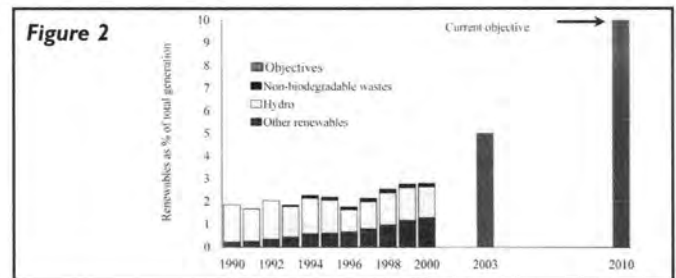 Figure 2
Current objective
Renewables as % of total generation
10
9
8
7
6
5
4
3
2
1
0
Objectives
Non-biodegradable wastes
Hydro
Other renewables
1990 1992 1994 1996 1998 2000 2003 2010